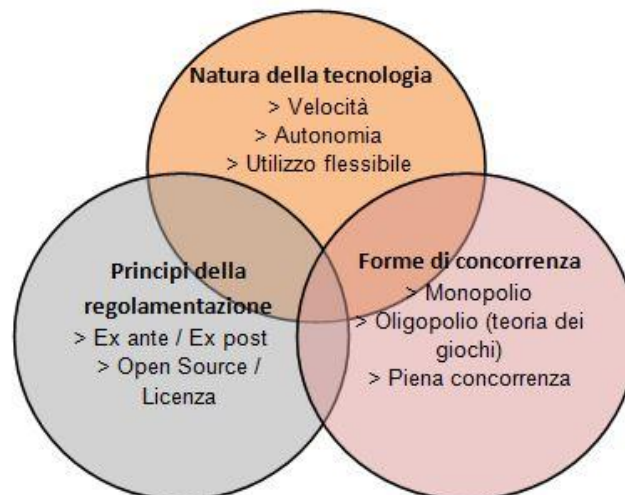 Natura della tecnologia
> Velocità
> Autonomia
> Utilizzo flessibile
Principi della
regolamentazione
> Ex ante / Ex post
> Open Source /
Licenza
Forme di concorrenza
> Monopolio
> Oligopolio (teoria dei
giochi)
> Piena concorrenza